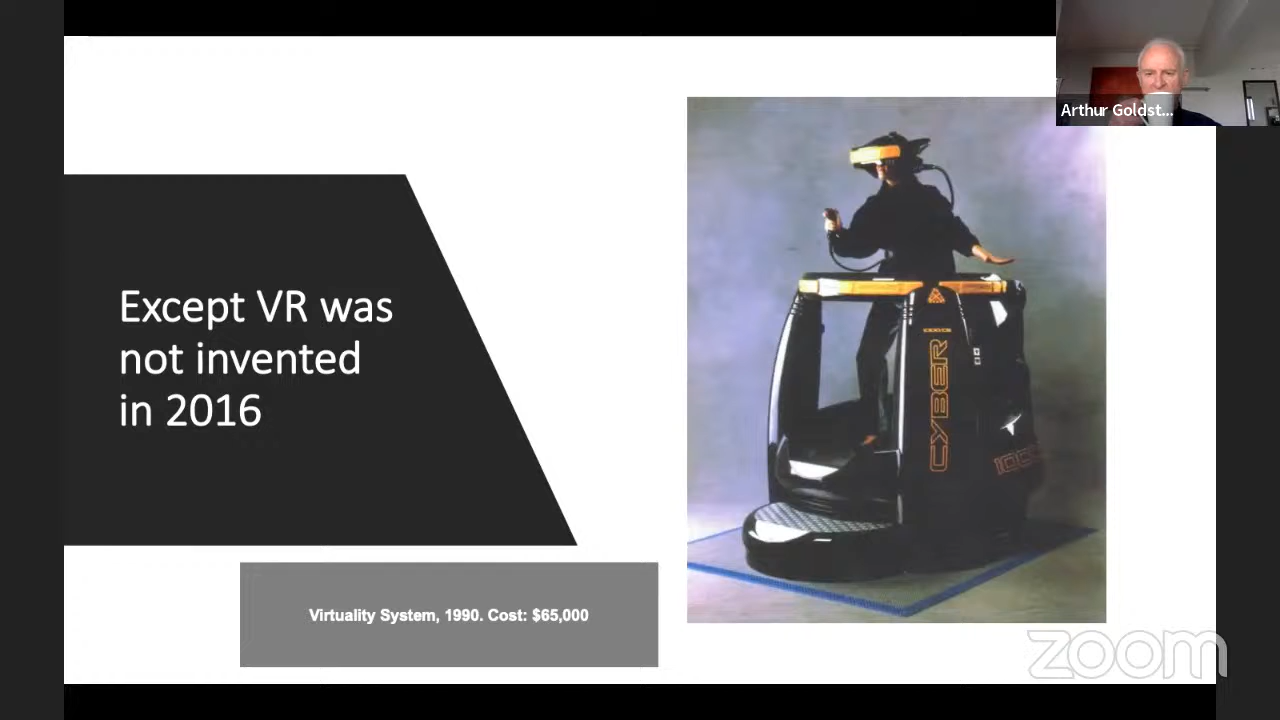 Except VR was
not invented
in 2016
Virtuality System, 1990. Cost: $65,000
CYBER
Arthur Goldst...
zoom